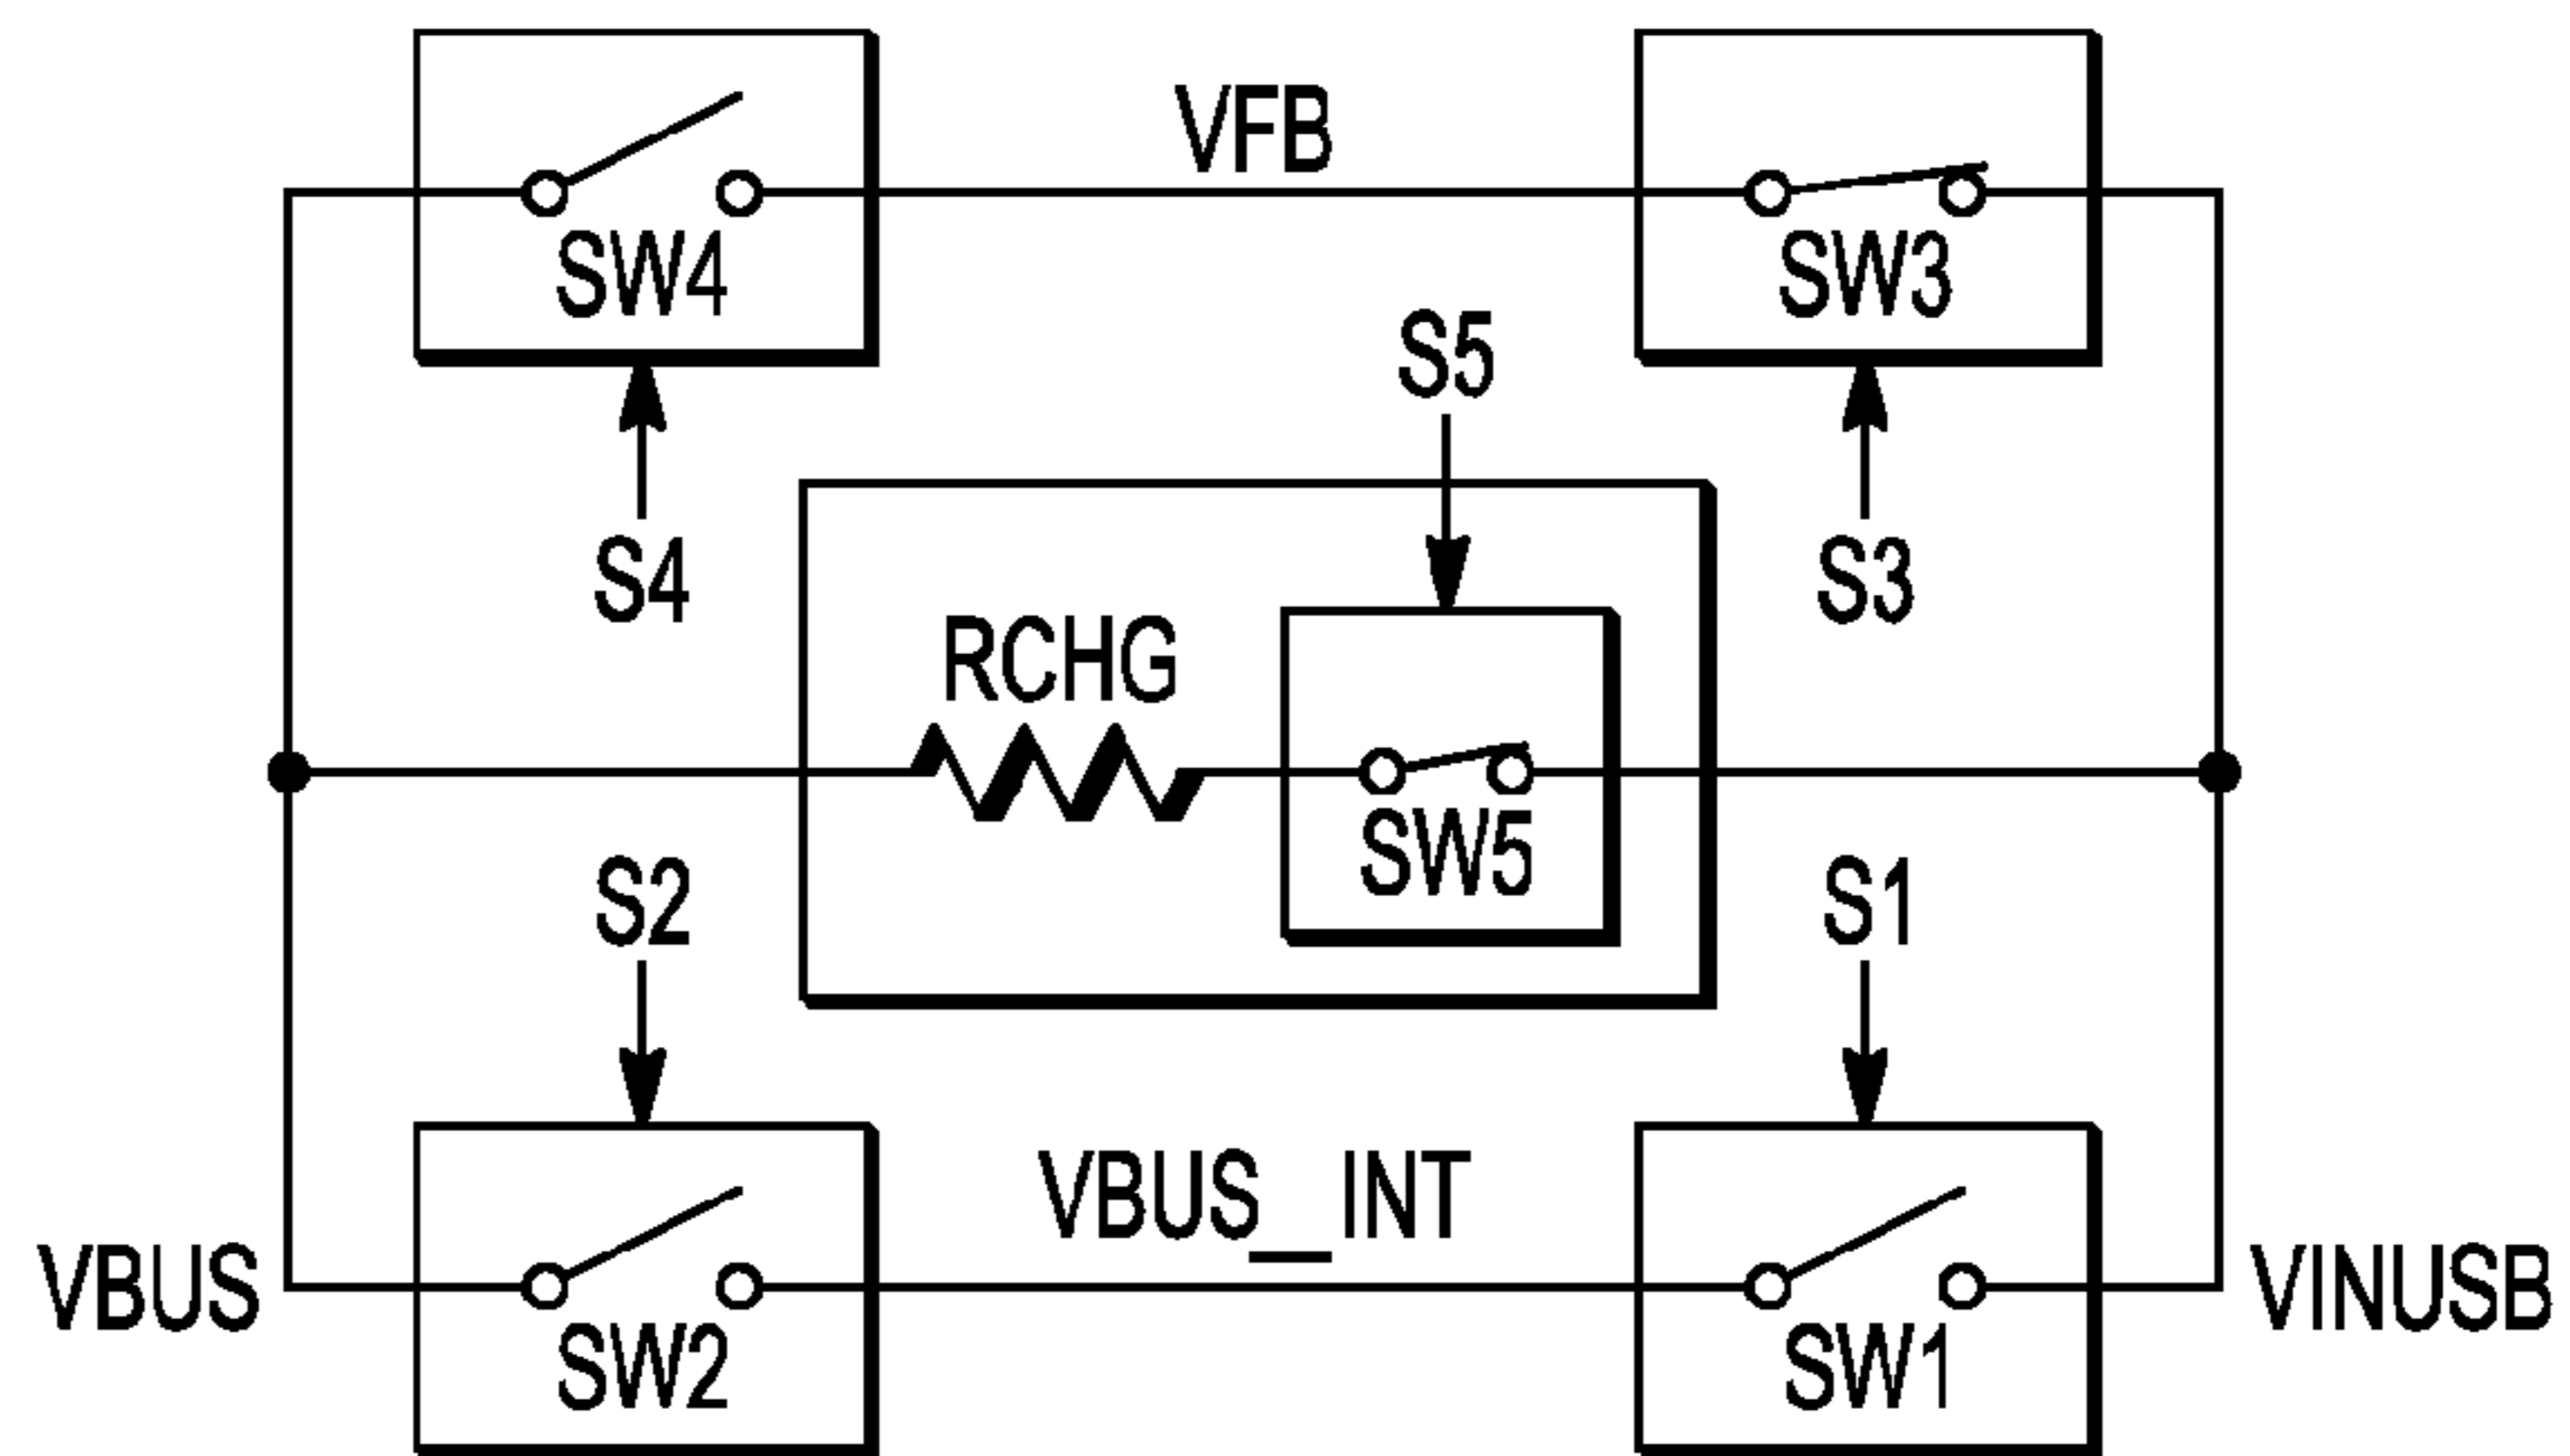 VFB
SW4
SW3
S5
S4
S3
RCHG
SW5
S2
S1
VBUS_INT
VBUS
VINUSB
SW2
SW1